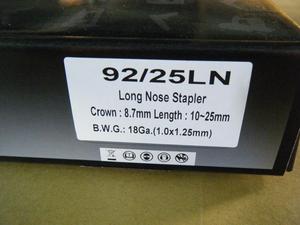 92/25LN
Long Nose Stapler
Crown : 8.7mm Length : 10~25mm
B.W.G.: 18Ga.(1.0x1.25mm)